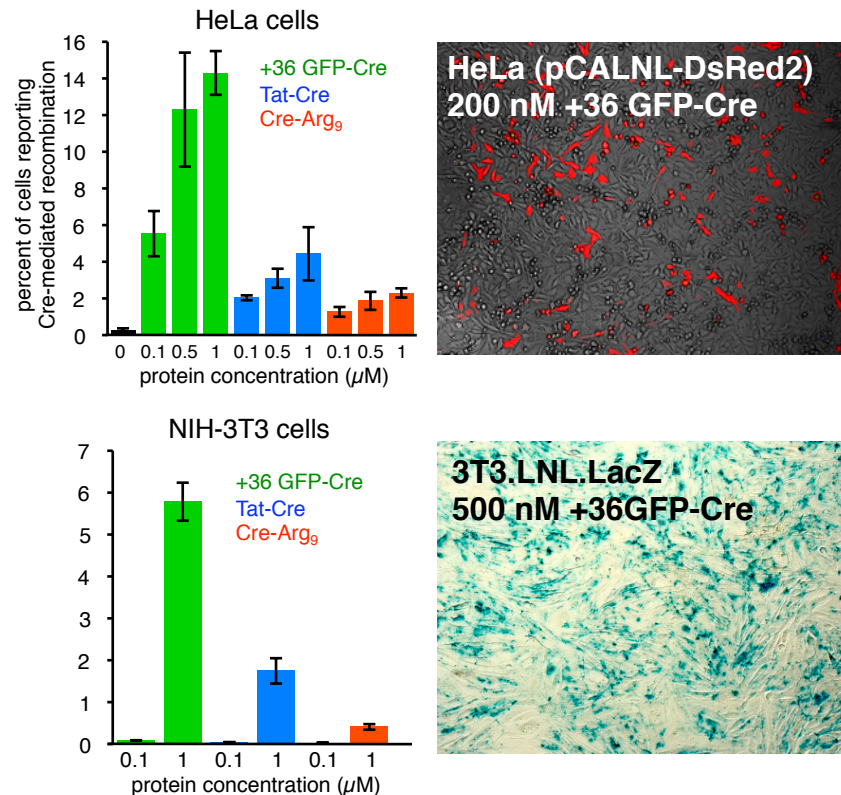 HeLa cells
16
14
12
10
8
6
4
2
0
percent of cells reporting
Cre-mediated recombination
+36 GFP-Cre
Tat-Cre
Cre-Arg₉
0 0.1 0.5 1 0.1 0.5 1 0.1 0.5 1
protein concentration (µM)
HeLa (pCALNL-DsRed2)
200 nM +36 GFP-Cre
NIH-3T3 cells
7
6
5
4
3
2
1
0
+36 GFP-Cre
Tat-Cre
Cre-Arg₉
0.1 1 0.1 1 0.1 1
protein concentration (µM)
3T3.LNL.LacZ
500 nM +36GFP-Cre